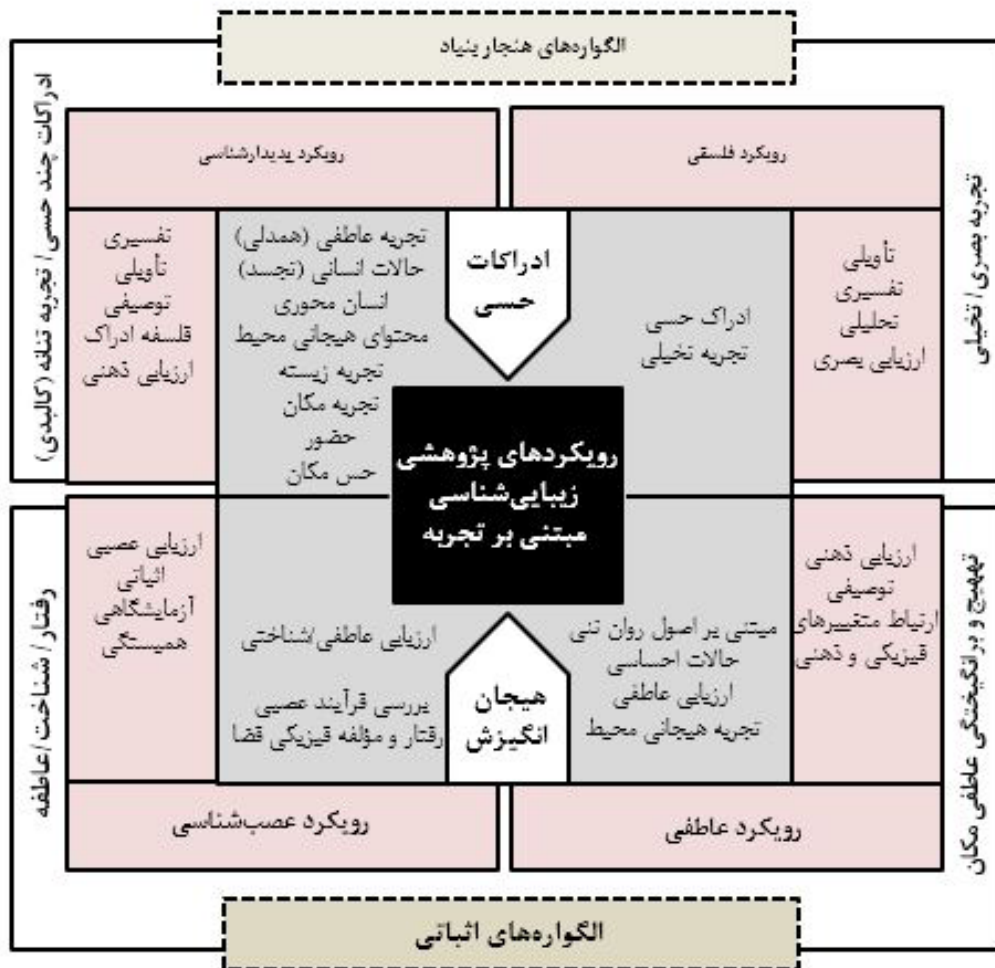 الگواره‌های هنجار بنیاد
رویکرد فلسفی
رویکرد پدیدارشناسی
تجربه بصری/ تخیلی
تأویلی
تفسیری
تحلیلی
ارزیابی بصری
ادراک حسی
تجربه تخیلی
ادراکات
حسی
تجربه عاطفی (همدلی)
حالات انسانی (تجسد)
انسان محوری
محتوای هیجانی محیط
تجربه زیسته
تجربه مکان
حضور
حس مکان
تفسیری
تأویلی
توصیفی
فلسفه ادراک
ارزیابی ذهنی
ادراکات چند حسی/ تجربه تنانه (کالبدی)
رویکردهای پژوهشی
زیبایی‌شناسی
مبتنی بر تجربه
تهییج و برانگیختگی عاطفی مکان
ارزیابی ذهنی
توصیفی
ارتباط متغییرهای
فیزیکی و ذهنی
مبتنی بر اصول روان تنی
حالات احساسی
ارزیابی عاطفی
تجربه هیجانی محیط
هیجان
انگیزش
ارزیابی عاطفی/شناختی
بررسی فرآیند عصبی
رفتار و مؤلفه فیزیکی فضا
ارزیابی عصبی
اثباتی
آزمایشگاهی
همبستگی
رفتار/ شناخت/عاطفه
رویکرد عاطفی
رویکرد عصب‌شناسی
الگواره‌های اثباتی